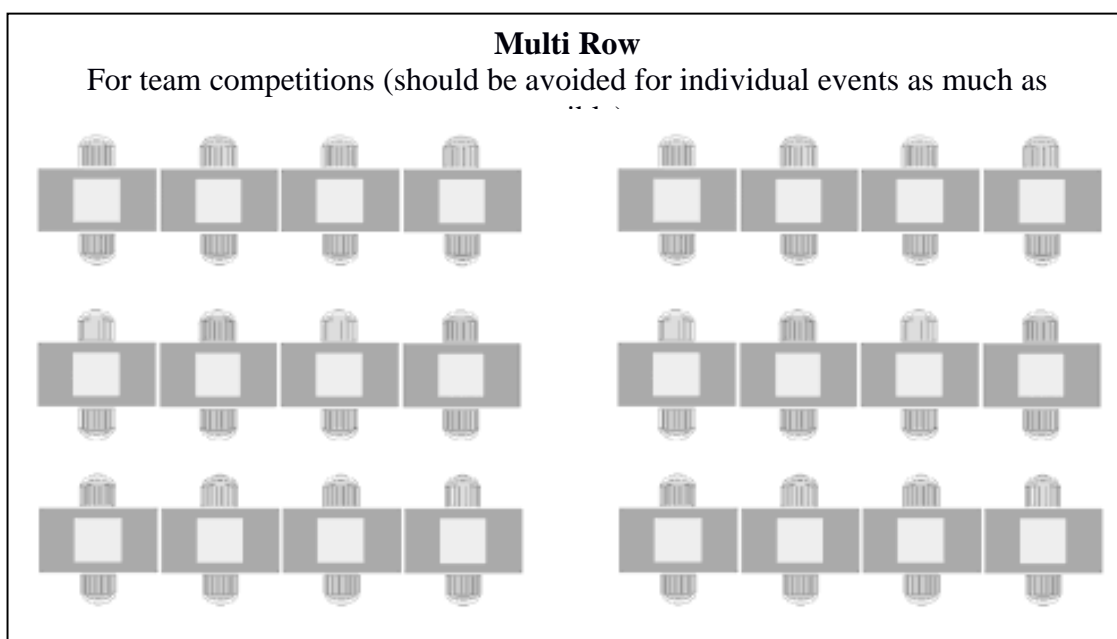 Multi Row
For team competitions (should be avoided for individual events as much as